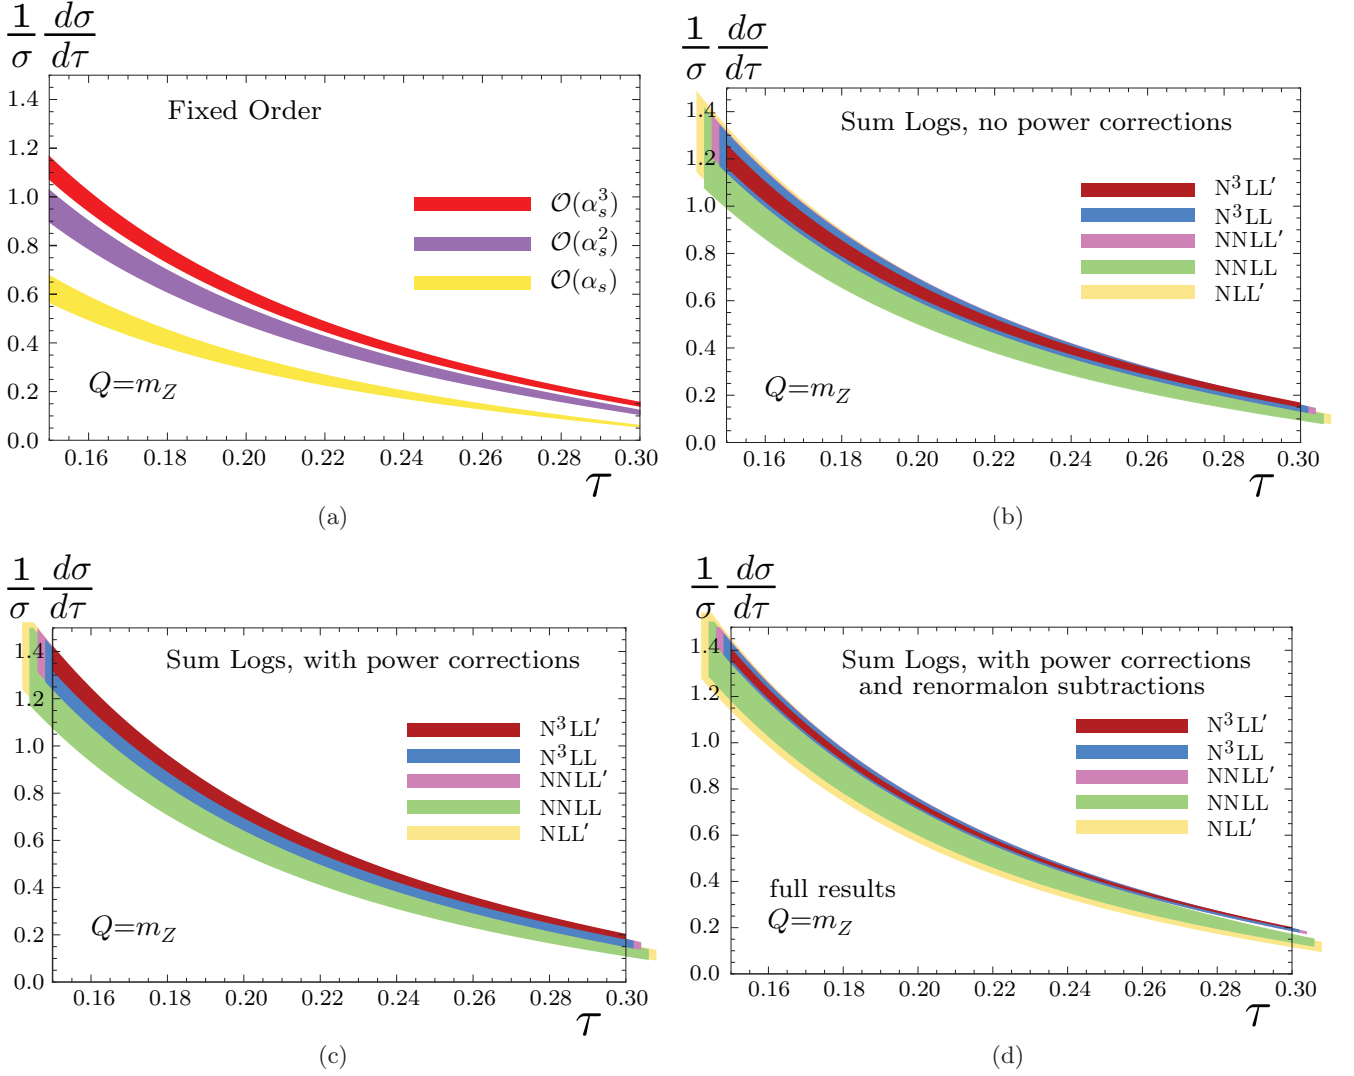 1/σ dσ/dτ
Fixed Order
1.4
1.2
1.0
0.8
0.6
0.4
0.2
0.0
O(α_s^3)
O(α_s^2)
O(α_s)
Q=m_Z
0.16 0.18 0.20 0.22 0.24 0.26 0.28 0.30
τ
(a)
1/σ dσ/dτ
Sum Logs, no power corrections
1.4
1.2
1.0
0.8
0.6
0.4
0.2
0.0
N³LL′
N³LL
NNLL′
NNLL
NLL′
Q=m_Z
0.16 0.18 0.20 0.22 0.24 0.26 0.28 0.30
τ
(b)
1/σ dσ/dτ
Sum Logs, with power corrections
1.4
1.2
1.0
0.8
0.6
0.4
0.2
0.0
N³LL′
N³LL
NNLL′
NNLL
NLL′
Q=m_Z
0.16 0.18 0.20 0.22 0.24 0.26 0.28 0.30
τ
(c)
1/σ dσ/dτ
Sum Logs, with power corrections
and renormalon subtractions
1.4
1.2
1.0
0.8
0.6
0.4
0.2
0.0
N³LL′
N³LL
NNLL′
NNLL
NLL′
full results
Q=m_Z
0.16 0.18 0.20 0.22 0.24 0.26 0.28 0.30
τ
(d)